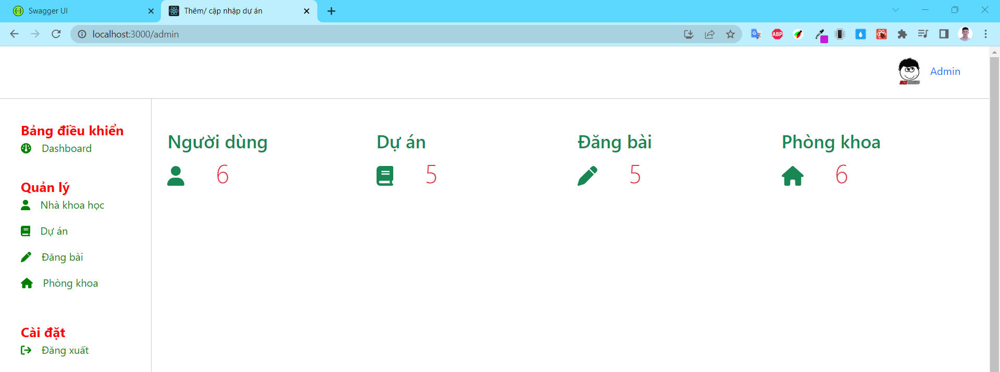 Swagger UI
Thêm/ cập nhập dự án
localhost:3000/admin
ABP
Admin
Bảng điều khiển
Dashboard
Quản lý
Nhà khoa học
Dự án
Đăng bài
Phòng khoa
Cài đặt
Đăng xuất
Người dùng
6
Dự án
5
Đăng bài
5
Phòng khoa
6